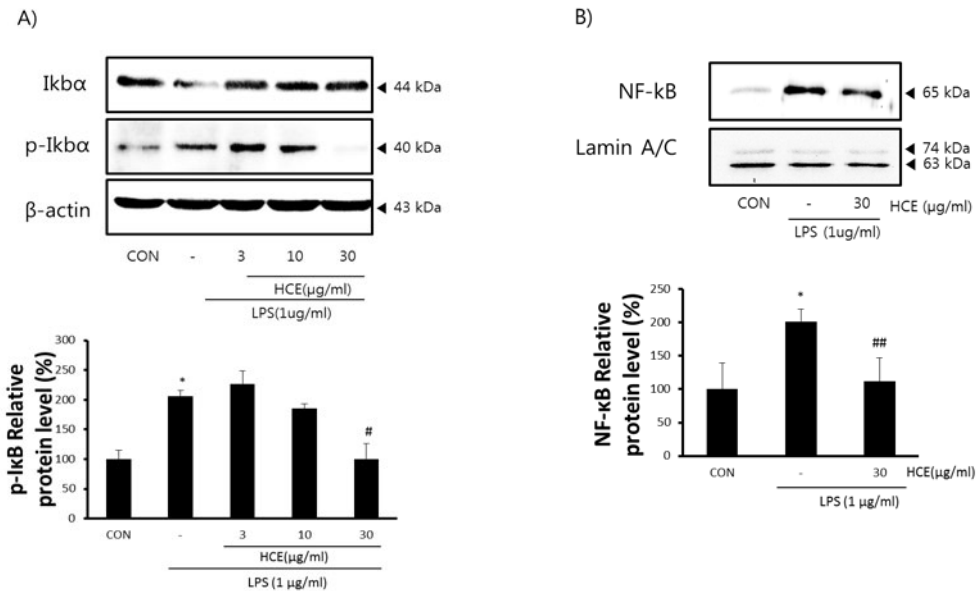 A)
Ikbα
44 kDa
p-Ikbα
40 kDa
β-actin
43 kDa
CON - 3 10 30
HCE(μg/ml)
LPS(1ug/ml)
p-IκB Relative
protein level (%)
300
250
200
150
100
50
0
*
#
CON - 3 10 30
HCE(μg/ml)
LPS (1 μg/ml)
B)
NF-kB
65 kDa
Lamin A/C
74 kDa
63 kDa
CON - 30 HCE (μg/ml)
LPS (1ug/ml)
NF-κB Relative
protein level (%)
250
200
150
100
50
0
*
##
CON - 30 HCE(μg/ml)
LPS (1 μg/ml)